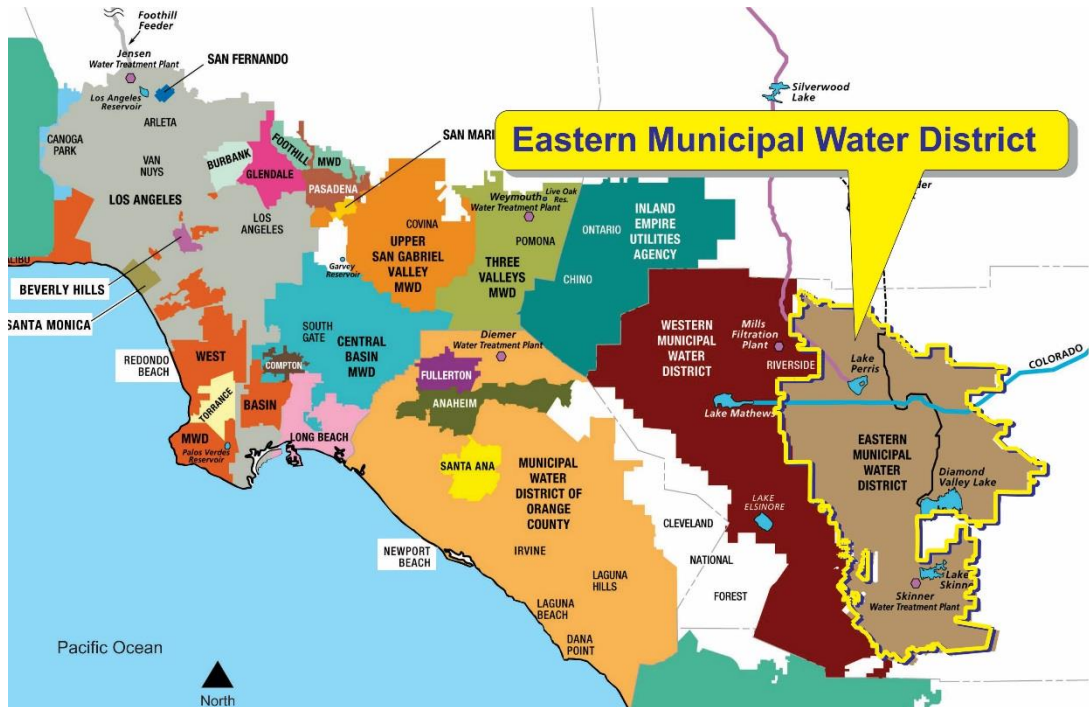 Foothill
Feeder
Jensen
Water Treatment Plant
SAN FERNANDO
Los Angeles
Reservoir
ARLETA
CANOGA
PARK
VAN
NUYS
BURBANK
GLENDALE
FOOTHILL
MWD
PASADENA
SAN MARI
LOS ANGELES
LOS
ANGELES
Silverwood
Lake
Eastern Municipal Water District
Weymouth
Water Treatment Plant
Live Oak
Res.
COVINA
UPPER
SAN GABRIEL
VALLEY
MWD
POMONA
THREE
VALLEYS
MWD
ONTARIO
INLAND
EMPIRE
UTILITIES
AGENCY
CHINO
Garvey
Reservoir
ALIBU
BEVERLY HILLS
SANTA MONICA
REDONDO
BEACH
WEST
BASIN
MWD
TORRANCE
Palos Verdes
Reservoir
SOUTH
GATE
COMPTON
CENTRAL
BASIN
MWD
LONG BEACH
Diemer
Water Treatment Plant
FULLERTON
ANAHEIM
SANTA ANA
MUNICIPAL
WATER
DISTRICT OF
ORANGE
COUNTY
NEWPORT
BEACH
IRVINE
LAGUNA
HILLS
LAGUNA
BEACH
DANA
POINT
CLEVELAND
NATIONAL
FOREST
WESTERN
MUNICIPAL
WATER
DISTRICT
Mills
Filtration
Plant
RIVERSIDE
Lake
Perris
Lake Mathews
COLORADO
EASTERN
MUNICIPAL
WATER
DISTRICT
Diamond
Valley Lake
LAKE
ELSINORE
Lake
Skinn
Skinner
Water Treatment Plant
Pacific Ocean
North